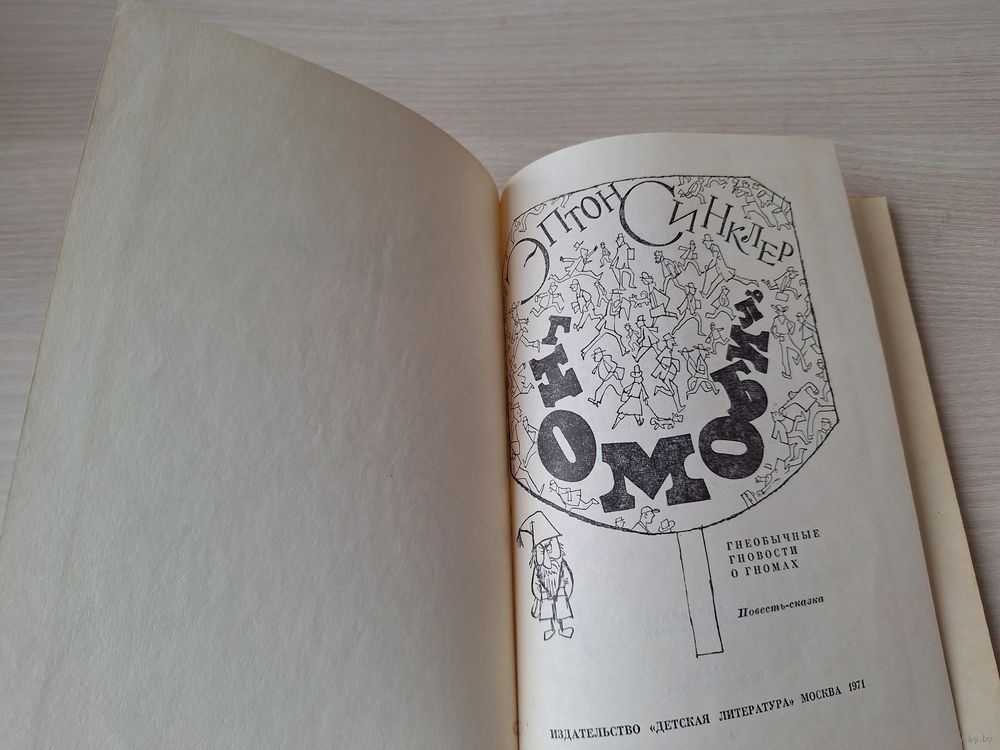 ЭПТОН СИНКЛЕР
ГНОМОБИЛЬ
ГНЕОБЫЧНЫЕ
ГНОВОСТИ
О ГНОМАХ
Повесть-сказка
ИЗДАТЕЛЬСТВО «ДЕТСКАЯ ЛИТЕРАТУРА» МОСКВА 1971